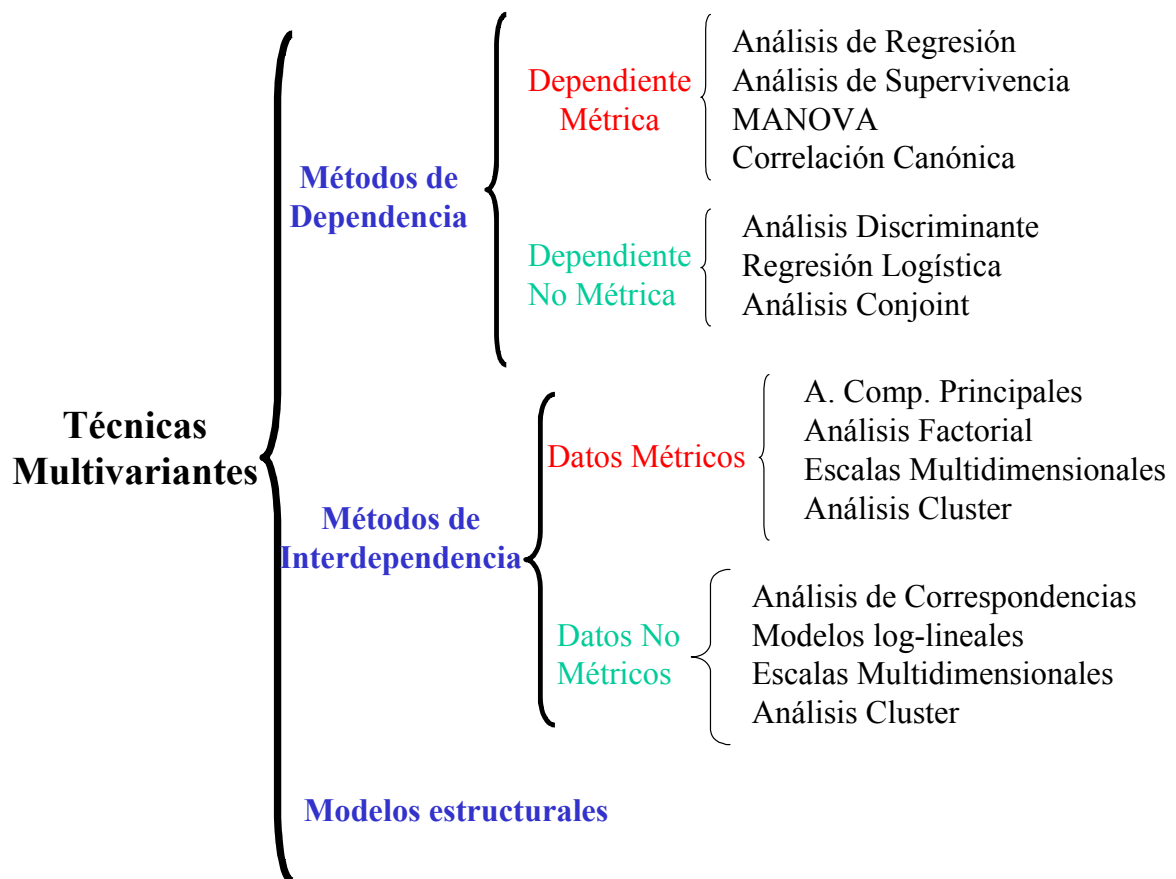 Técnicas
Multivariantes
Métodos de
Dependencia
Dependiente
Métrica
Análisis de Regresión
Análisis de Supervivencia
MANOVA
Correlación Canónica
Dependiente
No Métrica
Análisis Discriminante
Regresión Logística
Análisis Conjoint
Métodos de
Interdependencia
Datos Métricos
A. Comp. Principales
Análisis Factorial
Escalas Multidimensionales
Análisis Cluster
Datos No
Métricos
Análisis de Correspondencias
Modelos log-lineales
Escalas Multidimensionales
Análisis Cluster
Modelos estructurales